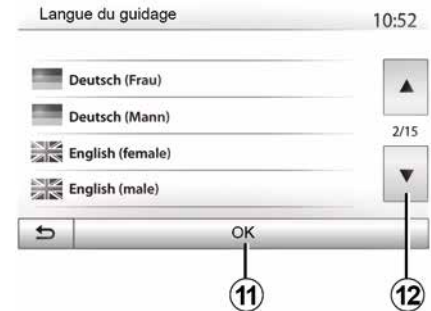 Langue du guidage
10:52
Deutsch (Frau)
Deutsch (Mann)
2/15
English (female)
English (male)
OK
11
12